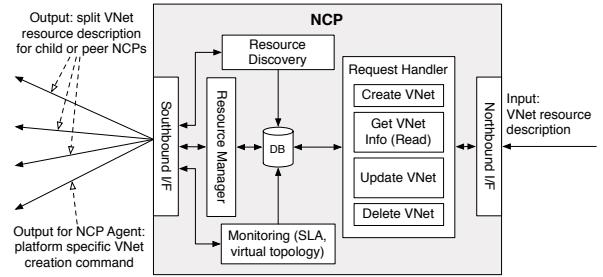 NCP
Output: split VNet
resource description
for child or peer NCPs
Output for NCP Agent:
platform specific VNet
creation command
Southbound I/F
Resource
Discovery
Resource Manager
DB
Monitoring (SLA,
virtual topology)
Request Handler
Create VNet
Get VNet
Info (Read)
Update VNet
Delete VNet
Northbound I/F
Input:
VNet resource
description